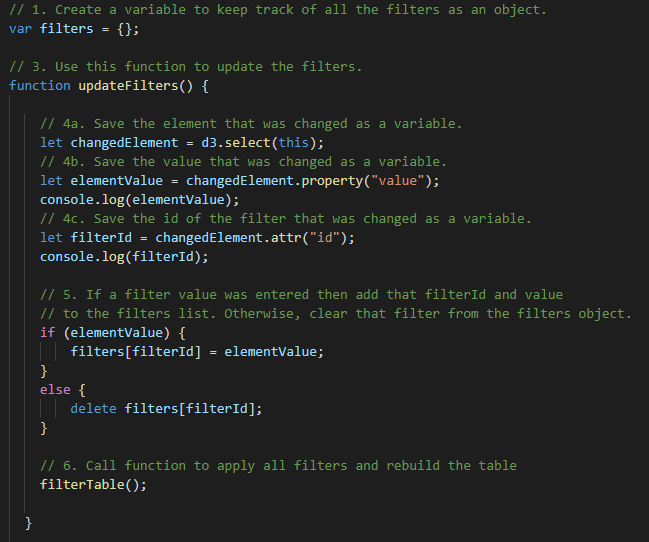 // 1. Create a variable to keep track of all the filters as an object.
var filters = {};
// 3. Use this function to update the filters.
function updateFilters() {
// 4a. Save the element that was changed as a variable.
let changedElement = d3.select(this);
// 4b. Save the value that was changed as a variable.
let elementValue = changedElement.property("value");
console.log(elementValue);
// 4c. Save the id of the filter that was changed as a variable.
let filterId = changedElement.attr("id");
console.log(filterId);
// 5. If a filter value was entered then add that filterId and value
// to the filters list. Otherwise, clear that filter from the filters object.
if (elementValue) {
filters[filterId] = elementValue;
}
else {
delete filters[filterId];
}
// 6. Call function to apply all filters and rebuild the table
filterTable();
}